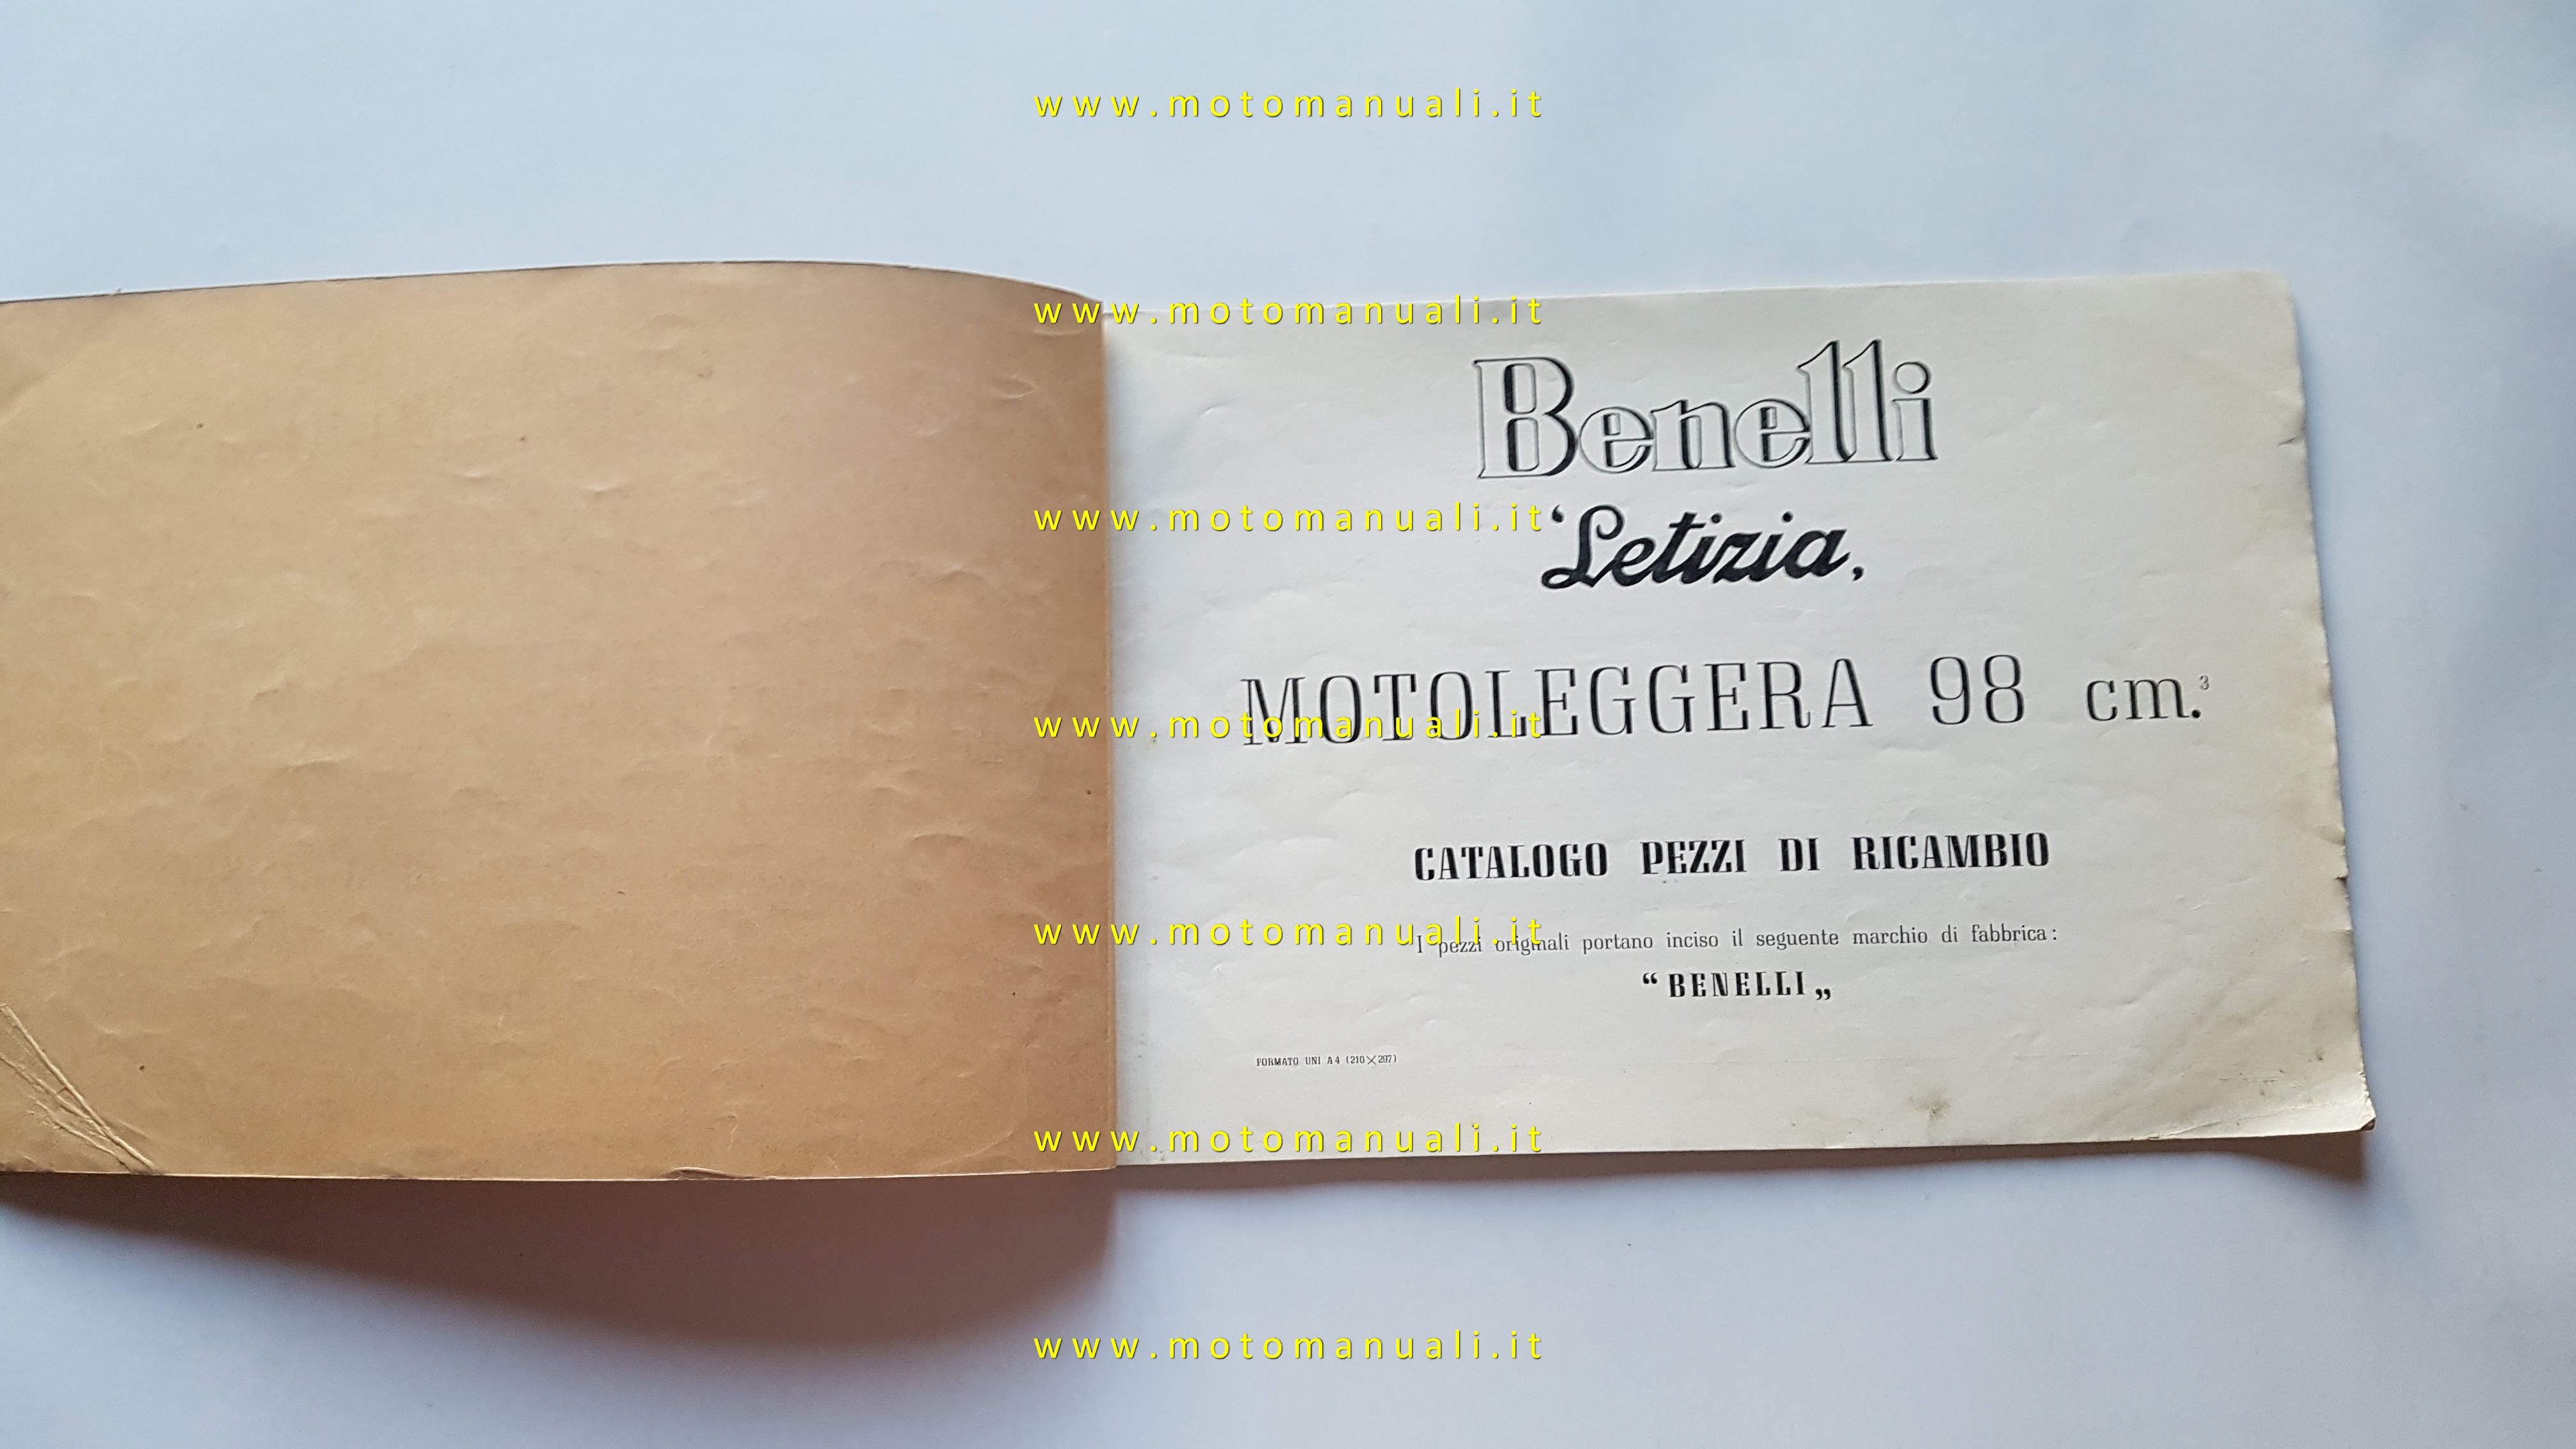 www.motomanuali.it
www.motomanuali.it
Benelli
www.motomanuali.it
‘Letizia,
MOTOLEGGERA 98 cm.³
www.motomanuali.it
CATALOGO PEZZI DI RICAMBIO
www.motomanuali.it
I pezzi originali portano inciso il seguente marchio di fabbrica:
“BENELLI„
FORMATO UNI A4 (210×297)
www.motomanuali.it
www.motomanuali.it